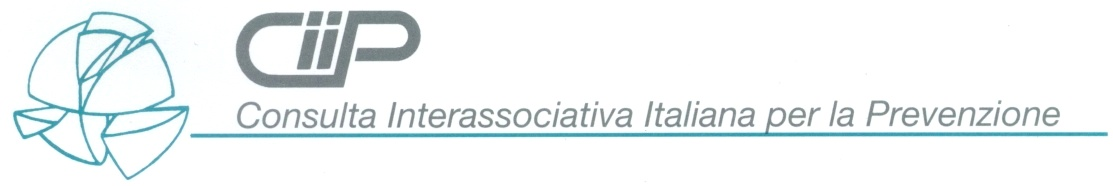 CiiP
Consulta Interassociativa Italiana per la Prevenzione